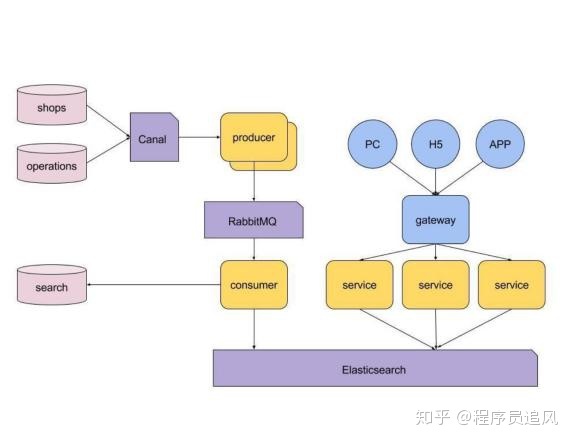 shops
Canal
producer
operations
PC
H5
APP
RabbitMQ
gateway
search
consumer
service
service
service
Elasticsearch
知乎 @程序员追风